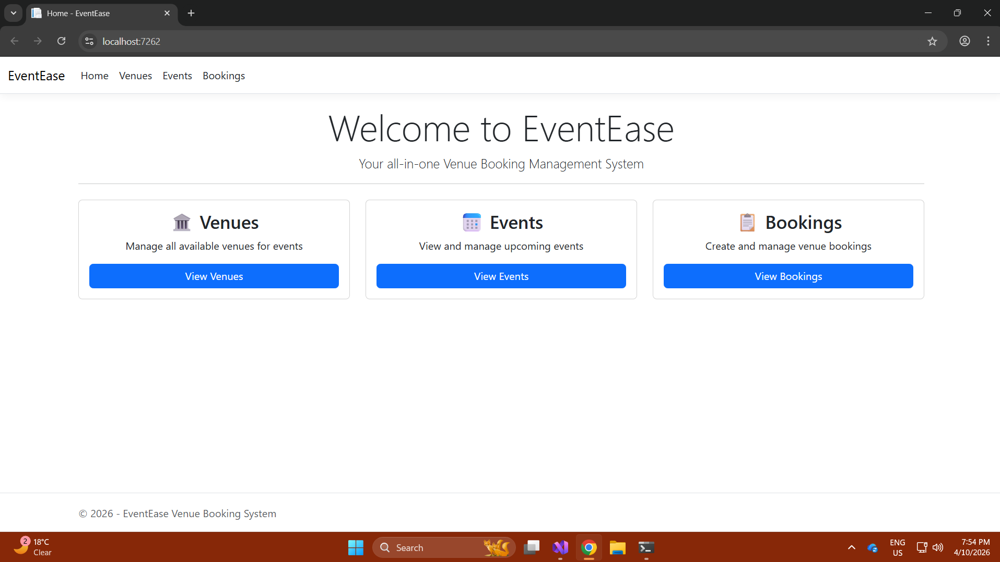 Home - EventEase
localhost:7262
EventEase Home Venues Events Bookings
Welcome to EventEase
Your all-in-one Venue Booking Management System
Venues
Manage all available venues for events
View Venues
Events
View and manage upcoming events
View Events
Bookings
Create and manage venue bookings
View Bookings
© 2026 - EventEase Venue Booking System
2
18°C
Clear
Search
ENG
US
7:54 PM
4/10/2026